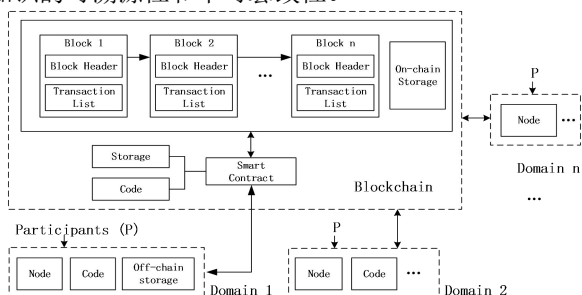 Block 1
Block Header
Transaction
List
Block 2
Block Header
Transaction
List
...
Block n
Block Header
Transaction
List
On-chain
Storage
P
Node
...
Domain n
...
Storage
Code
Smart
Contract
Blockchain
Participants (P)
Node
Code
Off-chain
storage
Domain 1
P
Node
Code
...
Domain 2